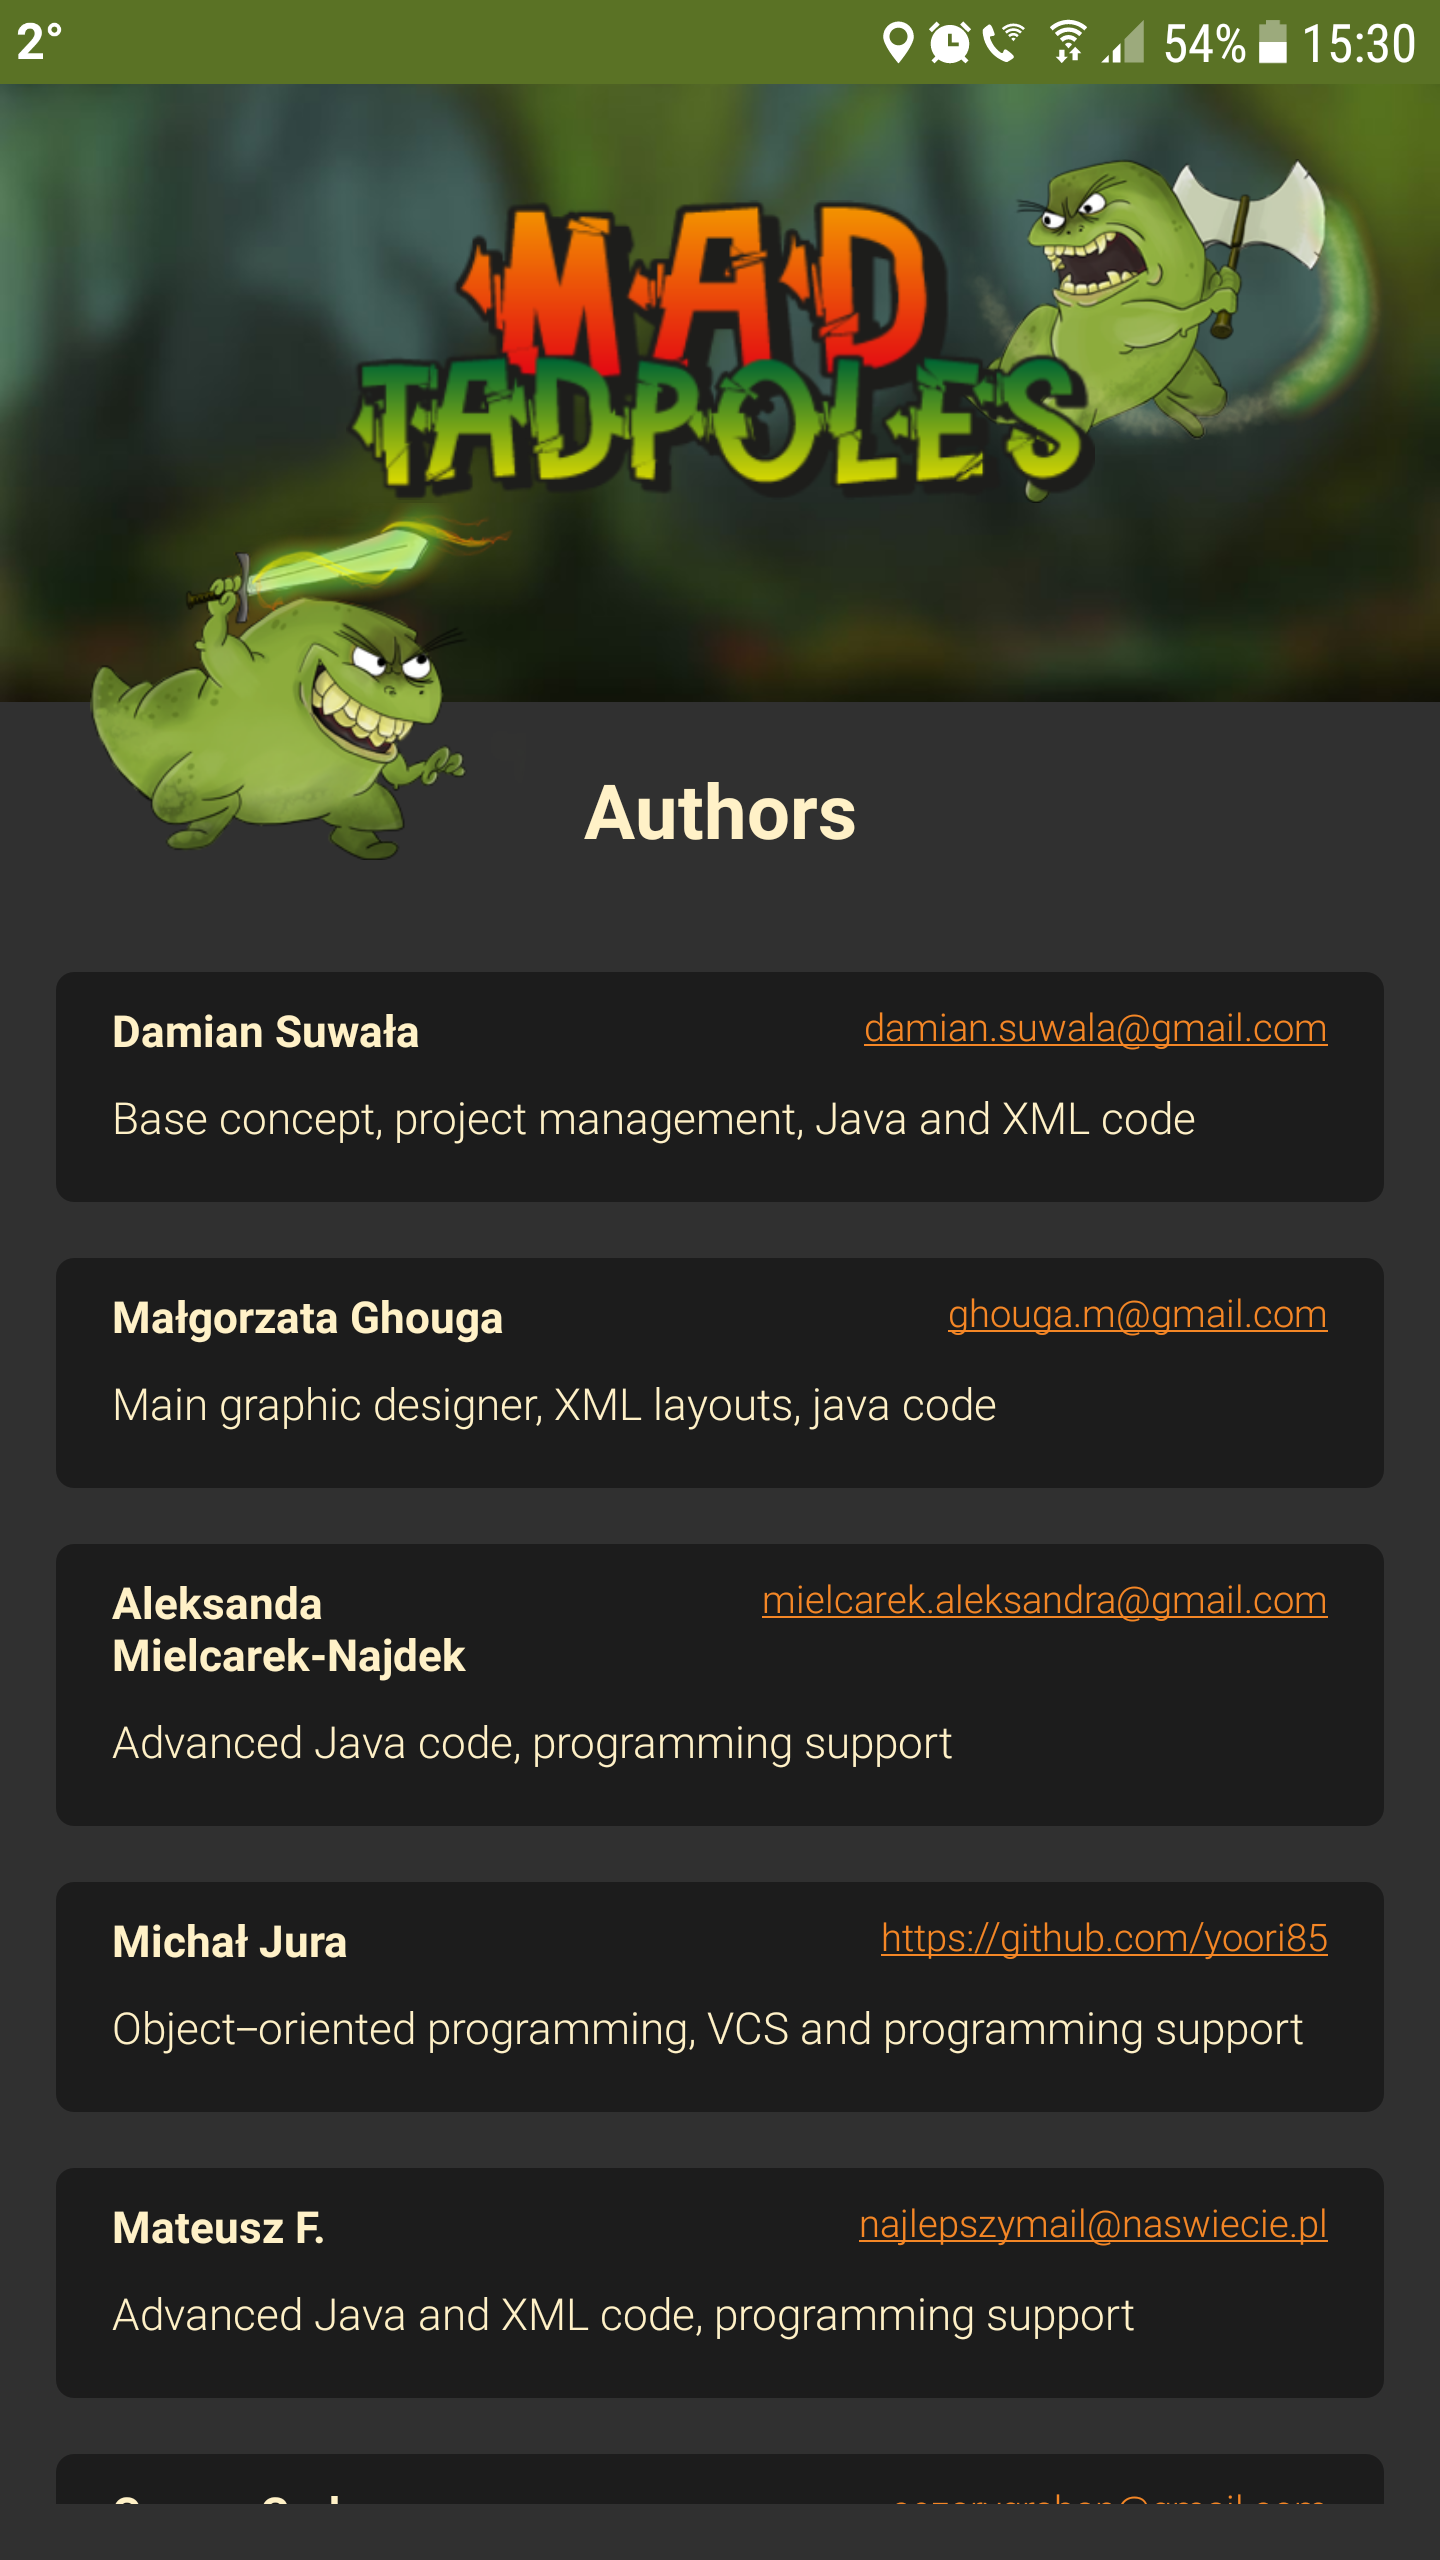 2°
54% 15:30
MAD
TADPOLES
Authors
Damian Suwała
damian.suwala@gmail.com
Base concept, project management, Java and XML code
Małgorzata Ghouga
ghouga.m@gmail.com
Main graphic designer, XML layouts, java code
Aleksanda
mielcarek.aleksandra@gmail.com
Mielcarek-Najdek
Advanced Java code, programming support
Michał Jura
https://github.com/yoori85
Object–oriented programming, VCS and programming support
Mateusz F.
najlepszymail@naswiecie.pl
Advanced Java and XML code, programming support